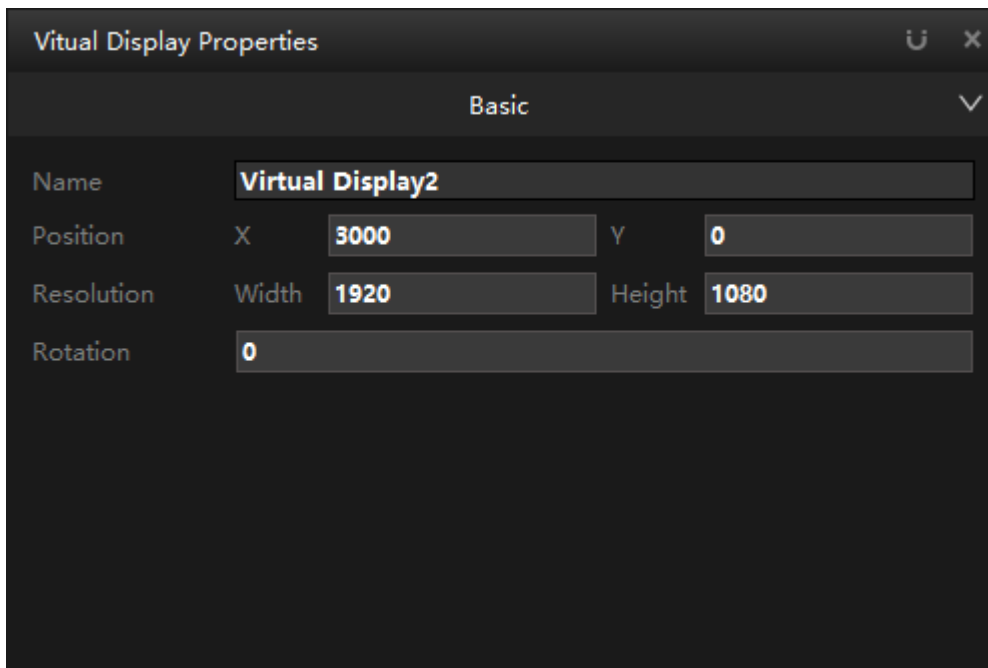 Vitual Display Properties
Basic
Name Virtual Display2
Position X 3000 Y 0
Resolution Width 1920 Height 1080
Rotation 0